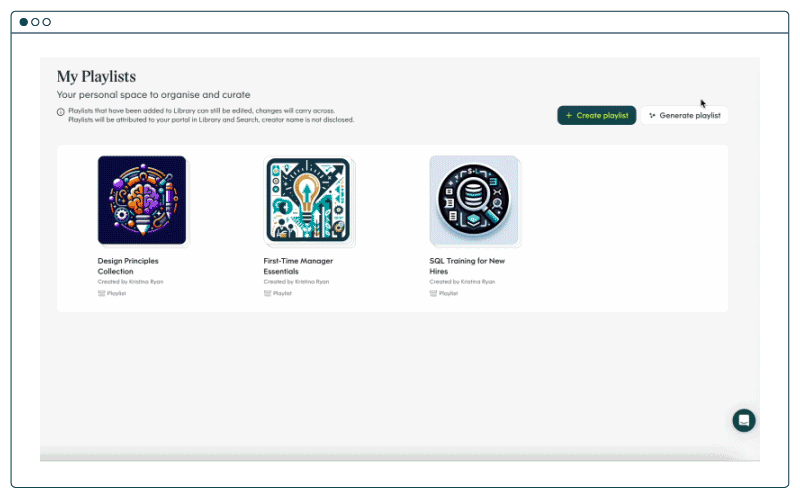 My Playlists
Your personal space to organise and curate
Playlists that have been added to Library can still be edited, changes will carry across.
Playlists will be attributed to your portal in Library and Search, creator name is not disclosed.
+ Create playlist
Generate playlist
Design Principles
Collection
Created by Kristina Ryan
Playlist
First-Time Manager
Essentials
Created by Kristina Ryan
Playlist
SQL Training for New
Hires
Created by Kristina Ryan
Playlist